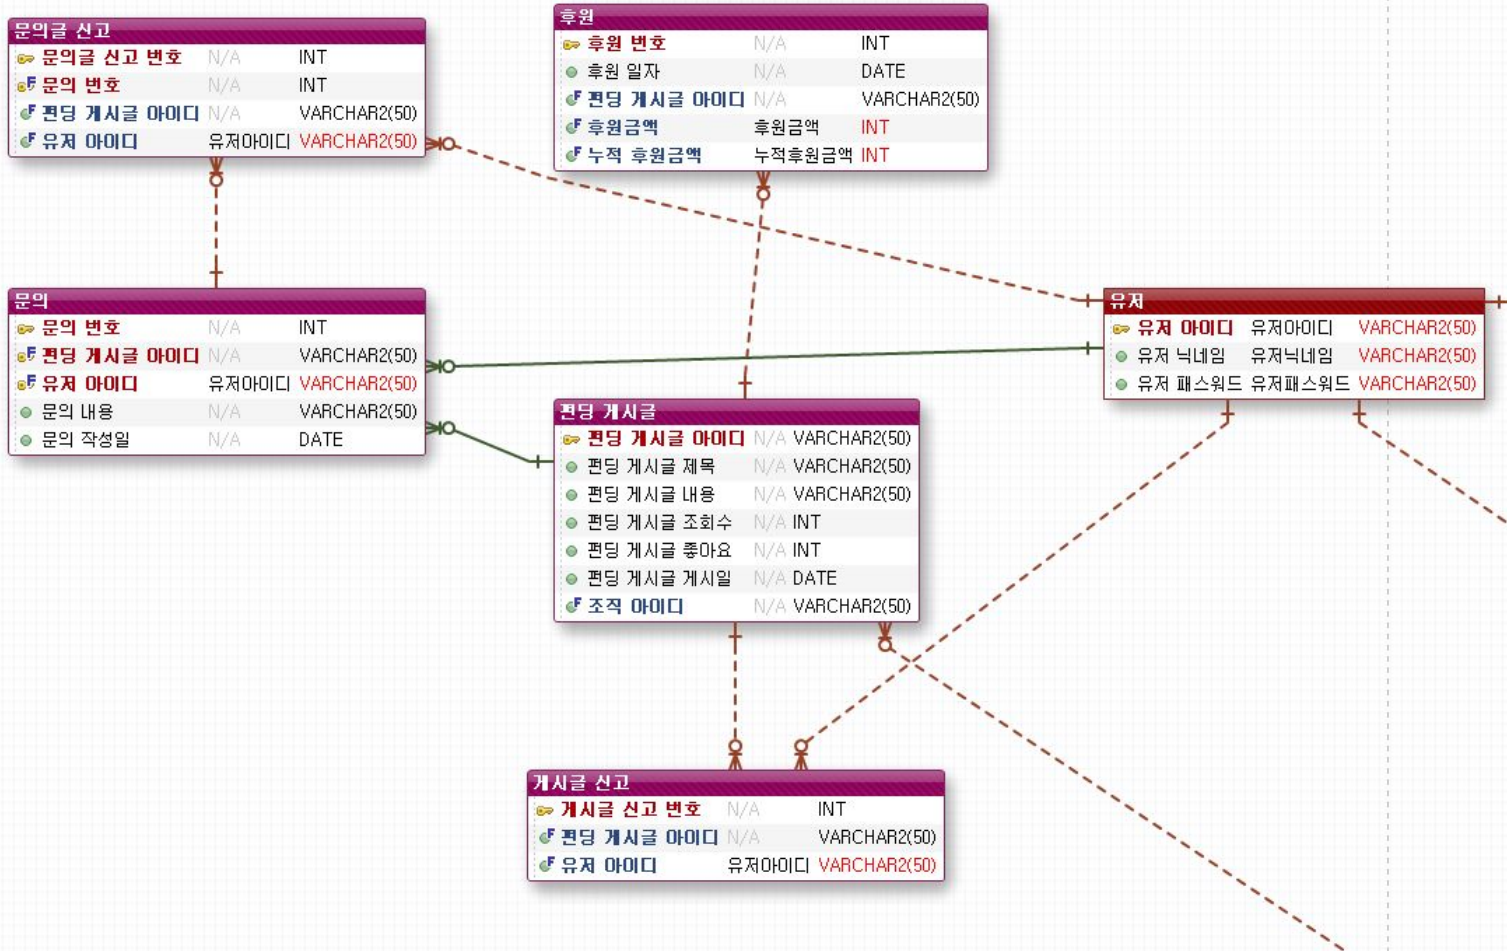 문의글 신고
문의글 신고 번호 N/A INT
문의 번호 N/A INT
펀딩 게시글 아이디 N/A VARCHAR2(50)
유저 아이디 유저아이디 VARCHAR2(50)
후원
후원 번호 N/A INT
후원 일자 N/A DATE
펀딩 게시글 아이디 N/A VARCHAR2(50)
후원금액 후원금액 INT
누적 후원금액 누적후원금액 INT
문의
문의 번호 N/A INT
펀딩 게시글 아이디 N/A VARCHAR2(50)
유저 아이디 유저아이디 VARCHAR2(50)
문의 내용 N/A VARCHAR2(50)
문의 작성일 N/A DATE
유저
유저 아이디 유저아이디 VARCHAR2(50)
유저 닉네임 유저닉네임 VARCHAR2(50)
유저 패스워드 유저패스워드 VARCHAR2(50)
펀딩 게시글
펀딩 게시글 아이디 N/A VARCHAR2(50)
펀딩 게시글 제목 N/A VARCHAR2(50)
펀딩 게시글 내용 N/A VARCHAR2(50)
펀딩 게시글 조회수 N/A INT
펀딩 게시글 좋아요 N/A INT
펀딩 게시글 게시일 N/A DATE
조직 아이디 N/A VARCHAR2(50)
게시글 신고
게시글 신고 번호 N/A INT
펀딩 게시글 아이디 N/A VARCHAR2(50)
유저 아이디 유저아이디 VARCHAR2(50)